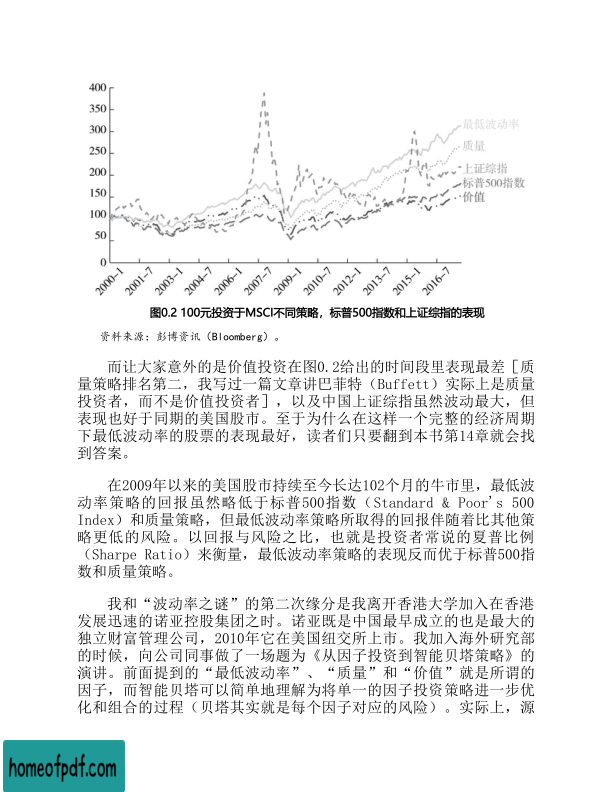 400
350
300
250
200
150
100
50
0
最低波动率
质量
上证综指
标普500指数
价值
2000-1
2001-7
2003-1
2004-7
2006-1
2007-7
2009-1
2010-7
2012-1
2013-7
2015-1
2016-7
图0.2 100元投资于MSCI不同策略，标普500指数和上证综指的表现
资料来源：彭博资讯（Bloomberg）。
而让大家意外的是价值投资在图0.2给出的时间段里表现最差［质
量策略排名第二，我写过一篇文章讲巴菲特（Buffett）实际上是质量
投资者，而不是价值投资者］，以及中国上证综指虽然波动最大，但
表现也好于同期的美国股市。至于为什么在这样一个完整的经济周期
下最低波动率的股票的表现最好，读者们只要翻到本书第14章就会找
到答案。
在2009年以来的美国股市持续至今长达102个月的牛市里，最低波
动率策略的回报虽然略低于标普500指数（Standard & Poor's 500
Index）和质量策略，但最低波动率策略所取得的回报伴随着比其他策
略更低的风险。以回报与风险之比，也就是投资者常说的夏普比例
（Sharpe Ratio）来衡量，最低波动率策略的表现反而优于标普500指
数和质量策略。
我和“波动率之谜”的第二次缘分是我离开香港大学加入在香港
发展迅速的诺亚控股集团之时。诺亚既是中国最早成立的也是最大的
独立财富管理公司，2010年它在美国纽交所上市。我加入海外研究部
的时候，向公司同事做了一场题为《从因子投资到智能贝塔策略》的
演讲。前面提到的“最低波动率”、“质量”和“价值”就是所谓的
因子，而智能贝塔可以简单地理解为将单一的因子投资策略进一步优
化和组合的过程（贝塔其实就是每个因子对应的风险）。实际上，源
homeofpdf.com